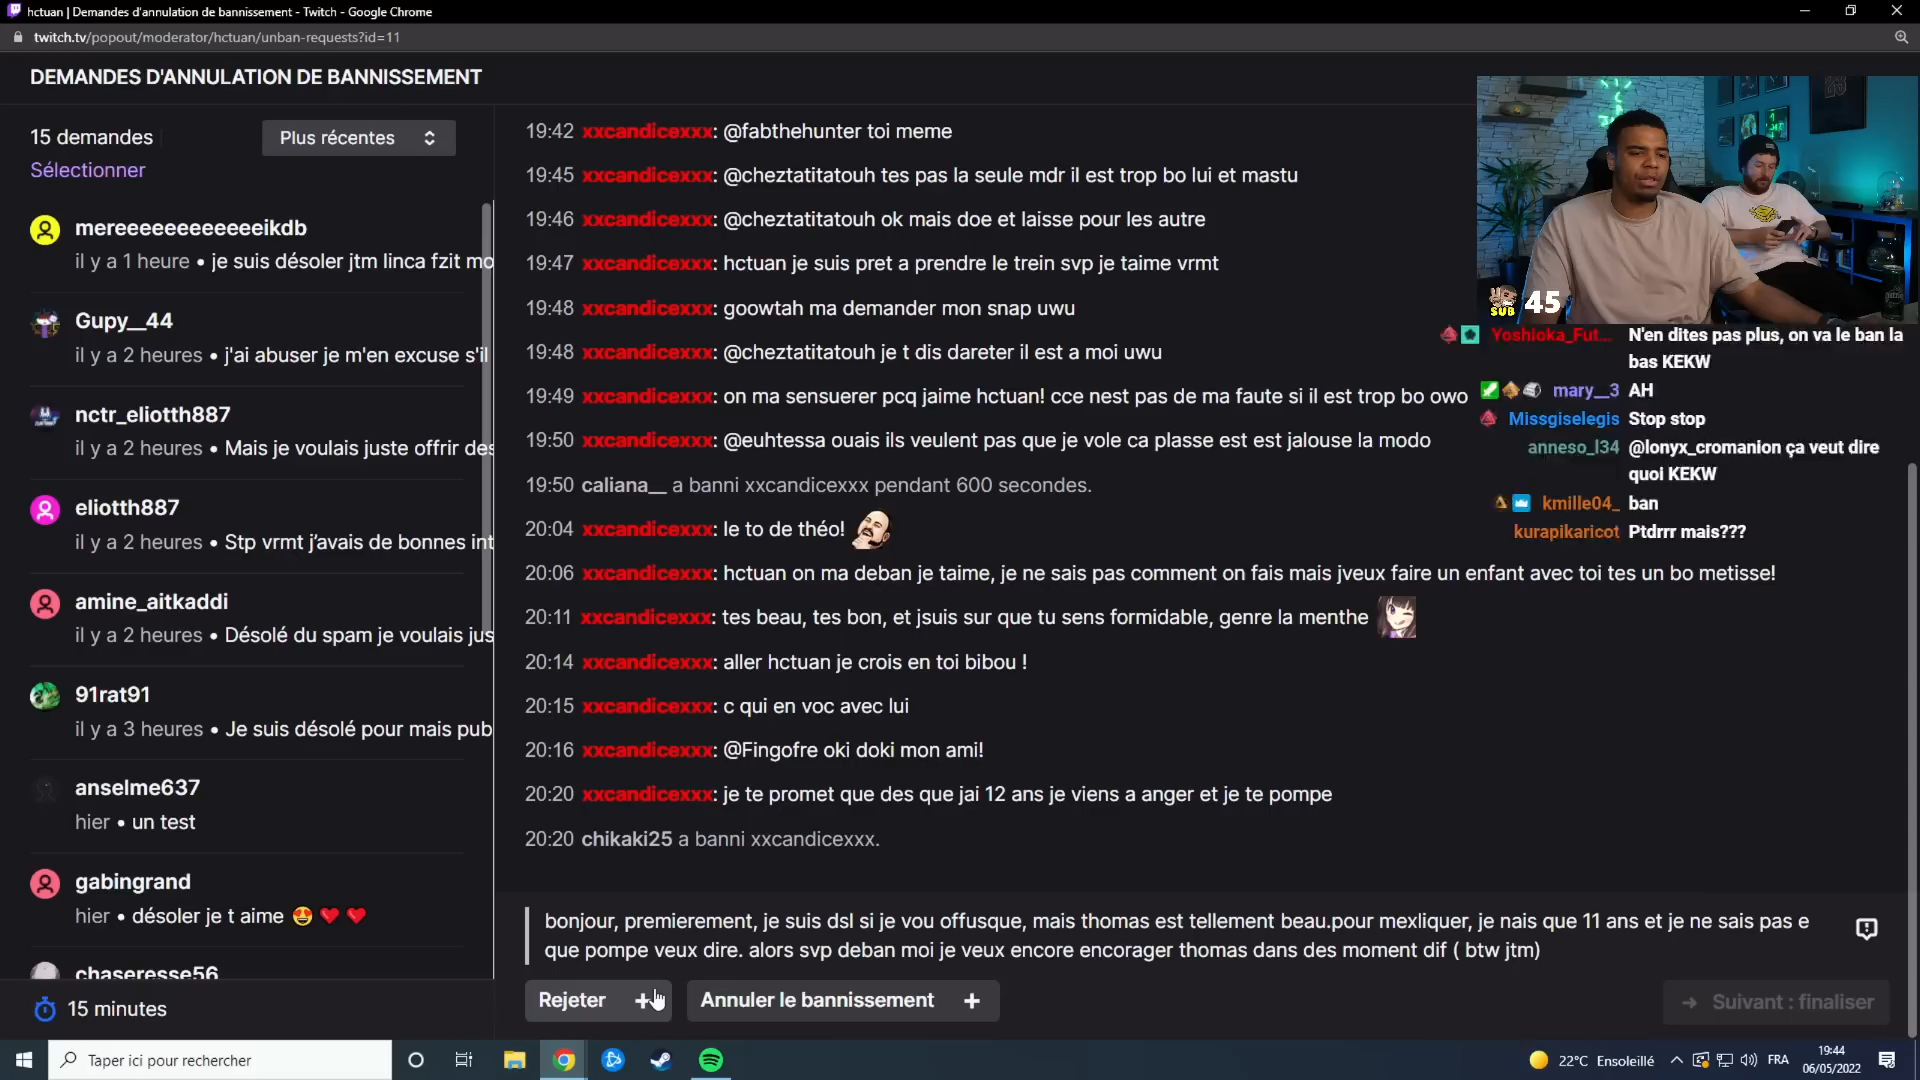 hctuan | Demandes d'annulation de bannissement - Twitch - Google Chrome
twitch.tv/popout/moderator/hctuan/unban-requests?id=11
DEMANDES D'ANNULATION DE BANNISSEMENT
15 demandes
Plus récentes
Sélectionner
mereeeeeeeeeeeeikdb
il y a 1 heure • je suis désoler jtm linca fzit mo
Gupy__44
il y a 2 heures • j'ai abuser je m'en excuse s'il
nctr_eliotth887
il y a 2 heures • Mais je voulais juste offrir des
eliotth887
il y a 2 heures • Stp vrmt j'avais de bonnes int
amine_aitkaddi
il y a 2 heures • Désolé du spam je voulais jus
91rat91
il y a 3 heures • Je suis désolé pour mais pub
anselme637
hier • un test
gabingrand
hier • désoler je t aime 😍 ❤️ ❤️
chaseresse56
15 minutes
19:42 xxcandicexxx: @fabthehunter toi meme
19:45 xxcandicexxx: @cheztatitatouh tes pas la seule mdr il est trop bo lui et mastu
19:46 xxcandicexxx: @cheztatitatouh ok mais doe et laisse pour les autre
19:47 xxcandicexxx: hctuan je suis pret a prendre le trein svp je taime vrmt
19:48 xxcandicexxx: goowtah ma demander mon snap uwu
19:48 xxcandicexxx: @cheztatitatouh je t dis dareter il est a moi uwu
19:49 xxcandicexxx: on ma sensuerer pcq jaime hctuan! cce nest pas de ma faute si il est trop bo owo
19:50 xxcandicexxx: @euhtessa ouais ils veulent pas que je vole ca plasse est est jalouse la modo
19:50 caliana__ a banni xxcandicexxx pendant 600 secondes.
20:04 xxcandicexxx: le to de théo!
20:06 xxcandicexxx: hctuan on ma deban je taime, je ne sais pas comment on fais mais jveux faire un enfant avec toi tes un bo metisse!
20:11 xxcandicexxx: tes beau, tes bon, et jsuis sur que tu sens formidable, genre la menthe
20:14 xxcandicexxx: aller hctuan je crois en toi bibou !
20:15 xxcandicexxx: c qui en voc avec lui
20:16 xxcandicexxx: @Fingofre oki doki mon ami!
20:20 xxcandicexxx: je te promet que des que jai 12 ans je viens a anger et je te pompe
20:20 chikaki25 a banni xxcandicexxx.
bonjour, premierement, je suis dsl si je vou offusque, mais thomas est tellement beau.pour mexliquer, je nais que 11 ans et je ne sais pas e
que pompe veux dire. alors svp deban moi je veux encore encorager thomas dans des moment dif ( btw jtm)
Rejeter +
Annuler le bannissement +
→ Suivant : finaliser
SUB 45
Yoshioka_Fut... N'en dites pas plus, on va le ban la
bas KEKW
mary__3 AH
Missgiselegis Stop stop
anneso_l34 @lonyx_cromanion ça veut dire
quoi KEKW
kmille04_ ban
kurapikaricot Ptdrrr mais???
Taper ici pour rechercher
22°C Ensoleillé
FRA
19:44
06/05/2022